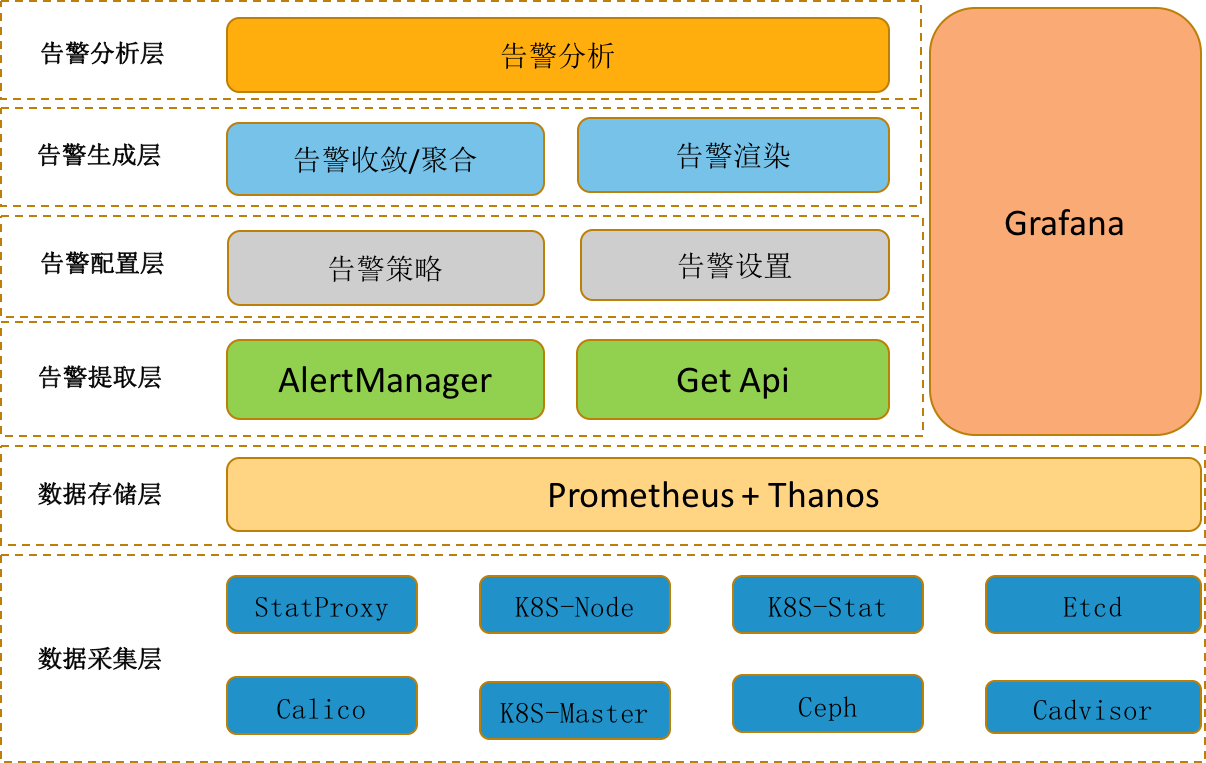 告警分析层
告警分析
告警生成层
告警收敛/聚合
告警渲染
Grafana
告警配置层
告警策略
告警设置
告警提取层
AlertManager
Get Api
数据存储层
Prometheus + Thanos
数据采集层
StatProxy
K8S-Node
K8S-Stat
Etcd
Calico
K8S-Master
Ceph
Cadvisor